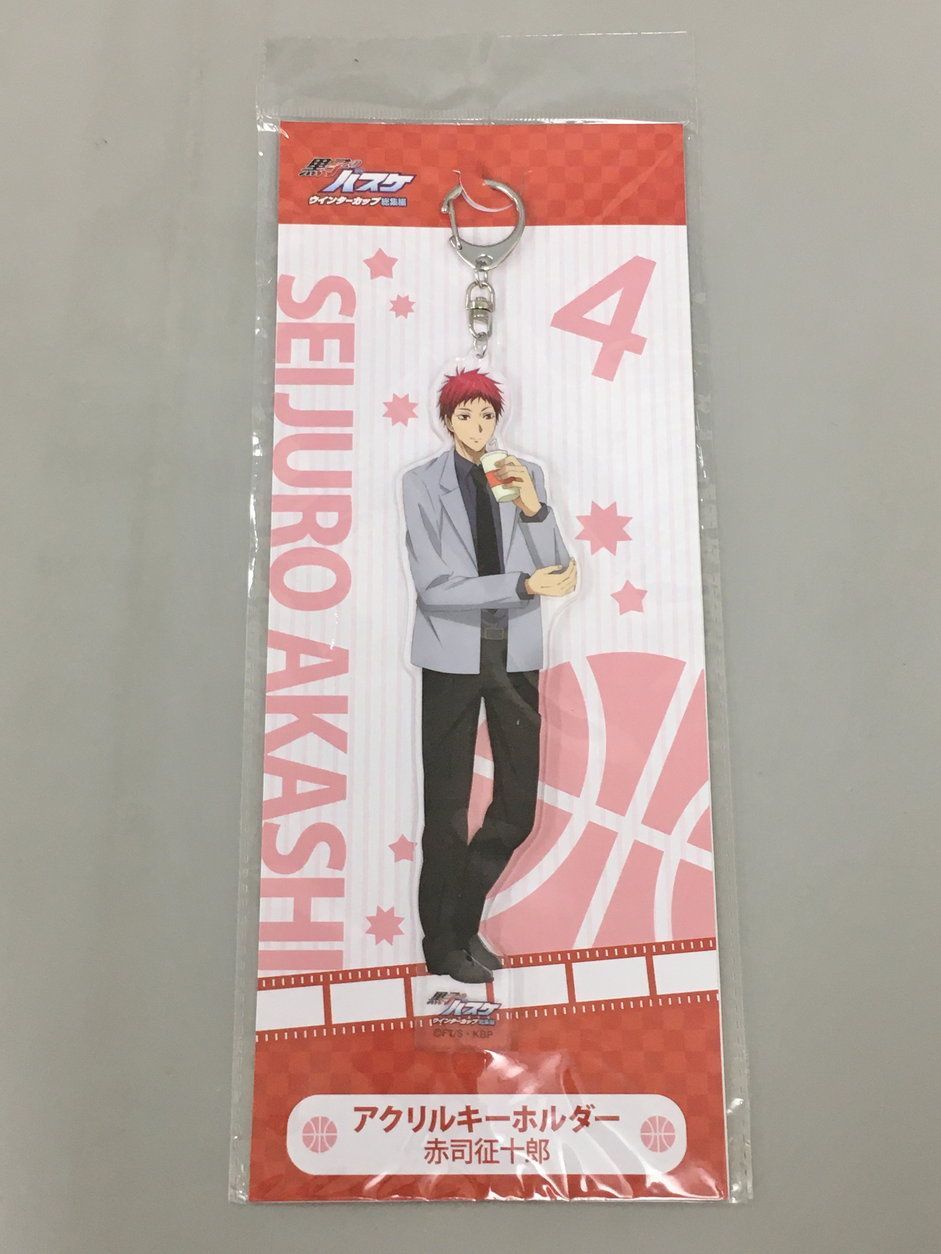 黒子のバスケ
ウインターカップ総集編
4
SEIJURO AKASHI
黒子のバスケ
ウインターカップ総集編
©FT/S・KBP
アクリルキーホルダー
赤司征十郎